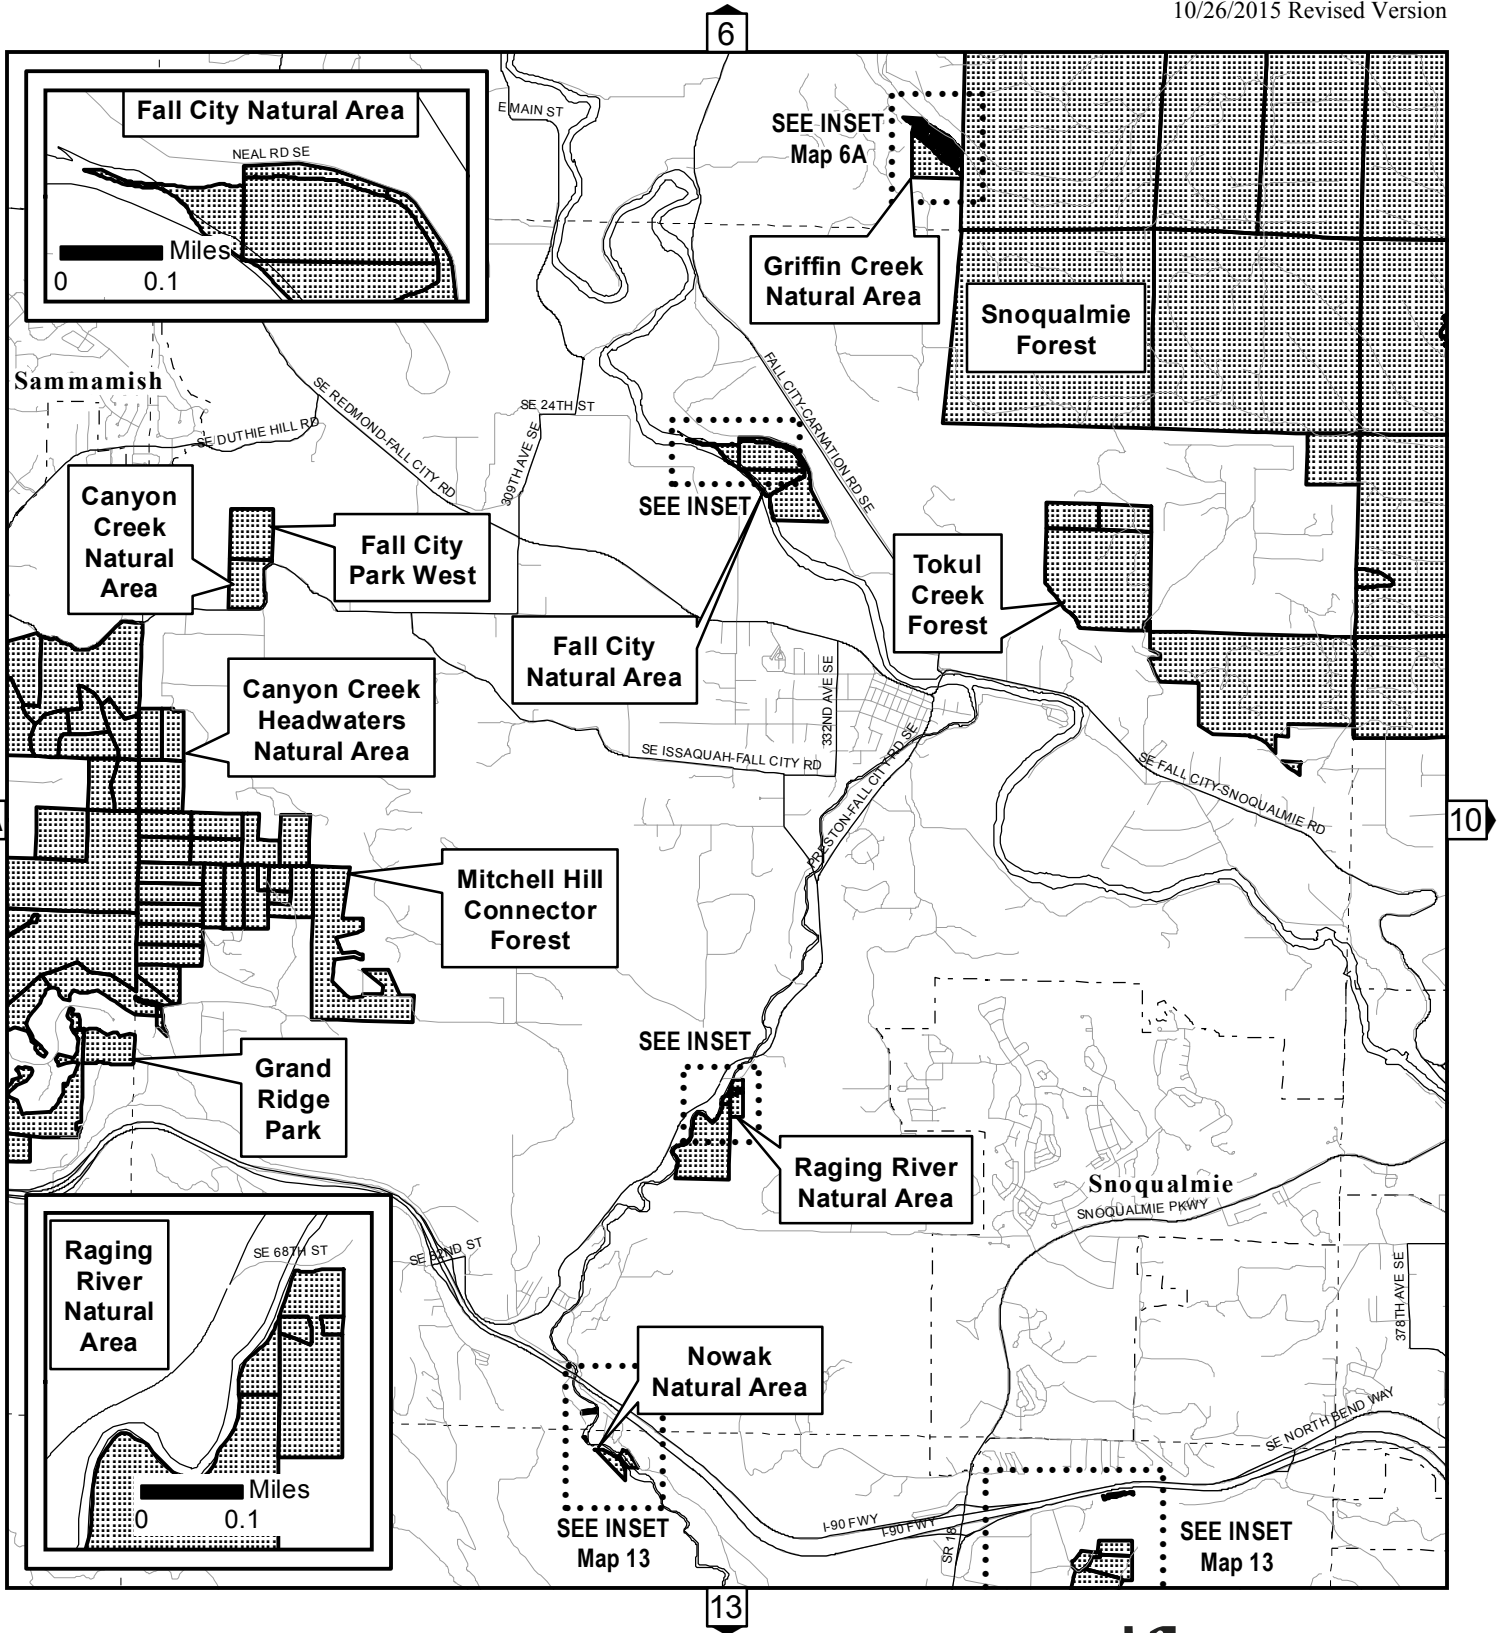 10/26/2015 Revised Version
6
Fall City Natural Area
NEAL RD SE
Miles
0 0.1
E MAIN ST
SEE INSET
Map 6A
Griffin Creek
Natural Area
Snoqualmie
Forest
Sammamish
SE REDMOND-FALL CITY RD
SE DUTHIE HILL RD
SE 24TH ST
309TH AVE SE
FALL CITY-CARNATION RD SE
SEE INSET
Canyon
Creek
Natural
Area
Fall City
Park West
Tokul
Creek
Forest
Fall City
Natural Area
332ND AVE SE
Canyon Creek
Headwaters
Natural Area
SE ISSAQUAH-FALL CITY RD
PRESTON-FALL CITY RD SE
SE FALL CITY-SNOQUALMIE RD
10
Mitchell Hill
Connector
Forest
SEE INSET
Grand
Ridge
Park
Raging River
Natural Area
Snoqualmie
SNOQUALMIE PKWY
Raging
River
Natural
Area
SE 68TH ST
Miles
0 0.1
SE 82ND ST
378TH AVE SE
Nowak
Natural Area
SE NORTH BEND WAY
I-90 FWY
I-90 FWY
SR 18
SEE INSET
Map 13
SEE INSET
Map 13
13